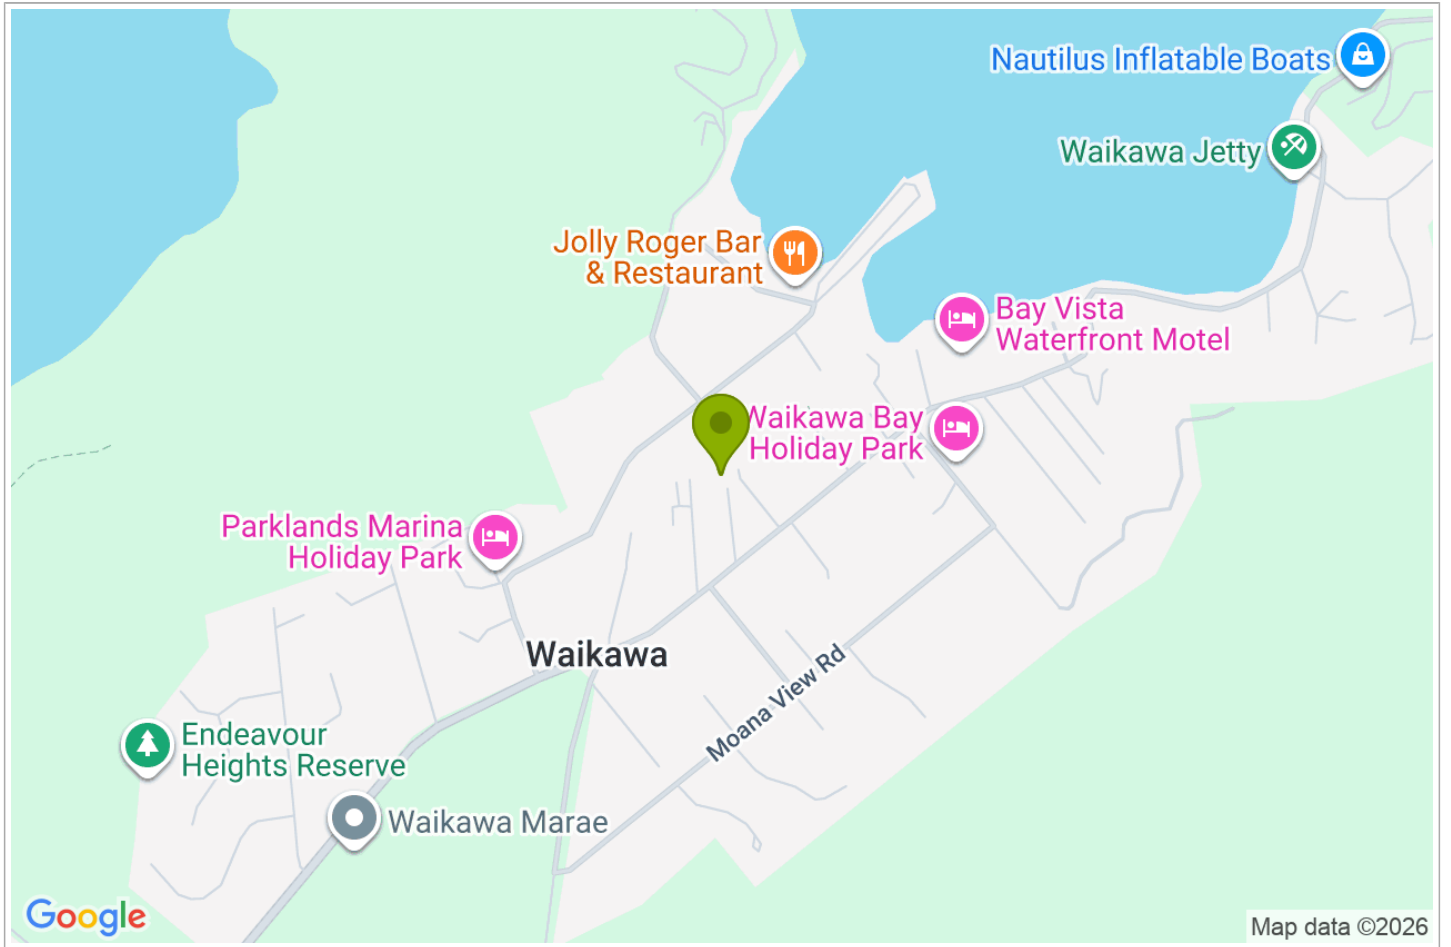 Nautilus Inflatable Boats
Waikawa Jetty
Jolly Roger Bar
& Restaurant
Bay Vista
Waterfront Motel
Waikawa Bay
Holiday Park
Parklands Marina
Holiday Park
Waikawa
Moana View Rd
Endeavour
Heights Reserve
Waikawa Marae
Google
Map data ©2026